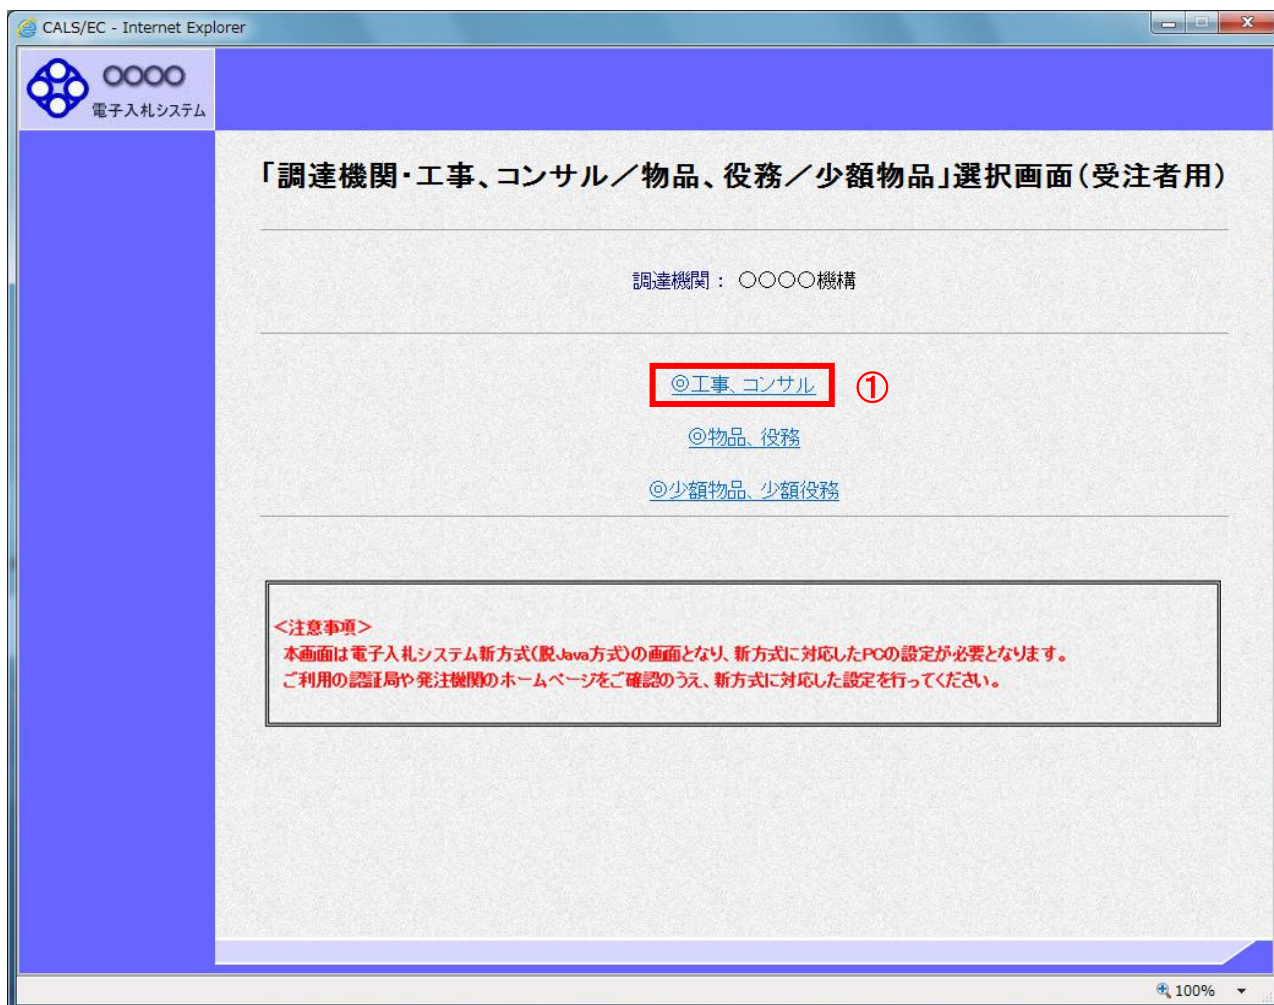 CALS/EC - Internet Explorer
〇〇〇〇
電子入札システム
「調達機関・工事、コンサル／物品、役務／少額物品」選択画面（受注者用）
調達機関： 〇〇〇〇機構
◎工事、コンサル
①
◎物品、役務
◎少額物品、少額役務
＜注意事項＞
本画面は電子入札システム新方式(脱Java方式)の画面となり、新方式に対応したPCの設定が必要となります。
ご利用の認証局や発注機関のホームページをご確認のうえ、新方式に対応した設定を行ってください。
100%